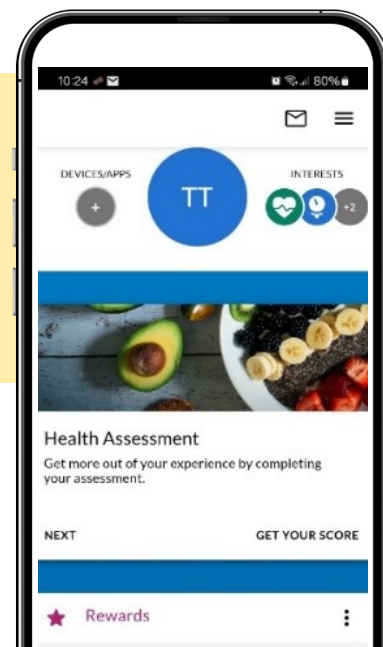 10:24
80%
DEVICES/APPS
INTERESTS
+
TT
+2
Health Assessment
Get more out of your experience by completing
your assessment.
NEXT
GET YOUR SCORE
Rewards